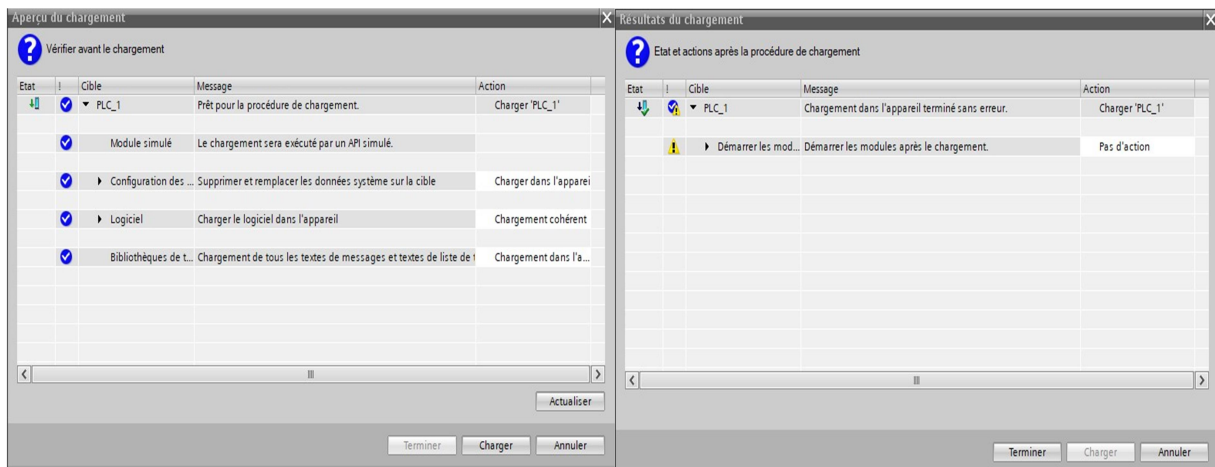 Aperçu du chargement
Vérifier avant le chargement
Etat ! Cible Message Action
PLC_1 Prêt pour la procédure de chargement. Charger 'PLC_1'
Module simulé Le chargement sera exécuté par un API simulé.
Configuration des ... Supprimer et remplacer les données système sur la cible Charger dans l'apparei
Logiciel Charger le logiciel dans l'appareil Chargement cohérent
Bibliothèques de t... Chargement de tous les textes de messages et textes de liste de t Chargement dans l'a...
Actualiser
Terminer Charger Annuler
Résultats du chargement
Etat et actions après la procédure de chargement
Etat ! Cible Message Action
PLC_1 Chargement dans l'appareil terminé sans erreur. Charger 'PLC_1'
Démarrer les mod... Démarrer les modules après le chargement. Pas d'action
Terminer Charger Annuler